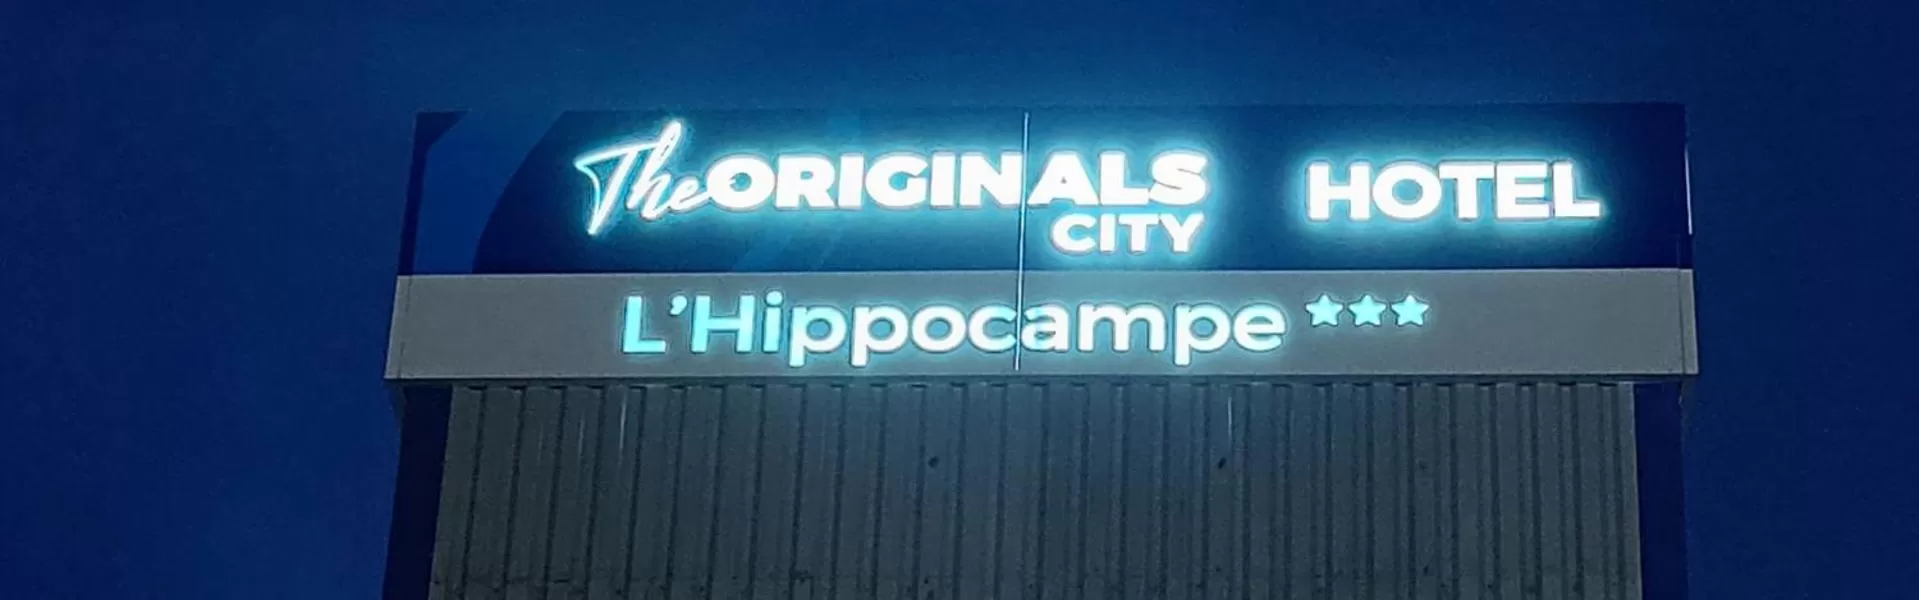 The ORIGINALS HOTEL
CITY
L'Hippocampe ***